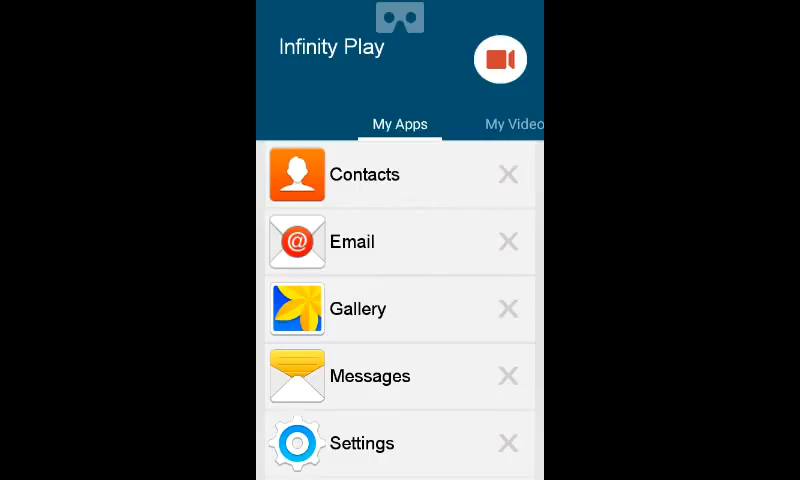 Infinity Play
My Apps
My Video
Contacts
Email
@
Gallery
Messages
Settings